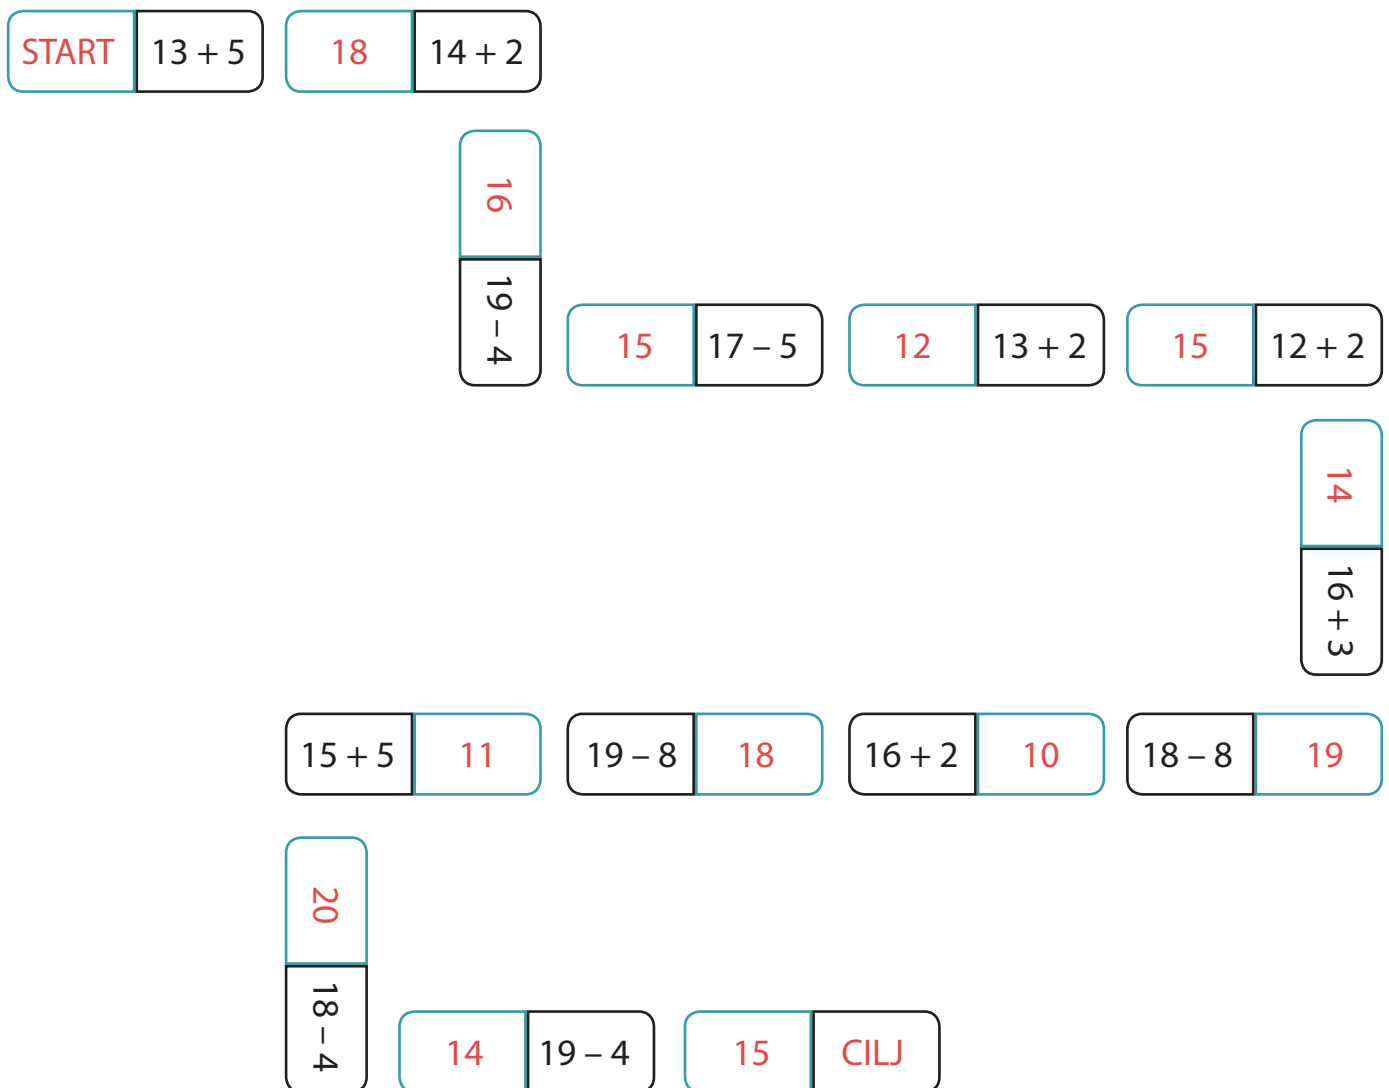 START 13 + 5 18 14 + 2
16
19 – 4
15 17 – 5 12 13 + 2 15 12 + 2
14
16 + 3
15 + 5 11 19 – 8 18 16 + 2 10 18 – 8 19
20
18 – 4
14 19 – 4 15 CILJ